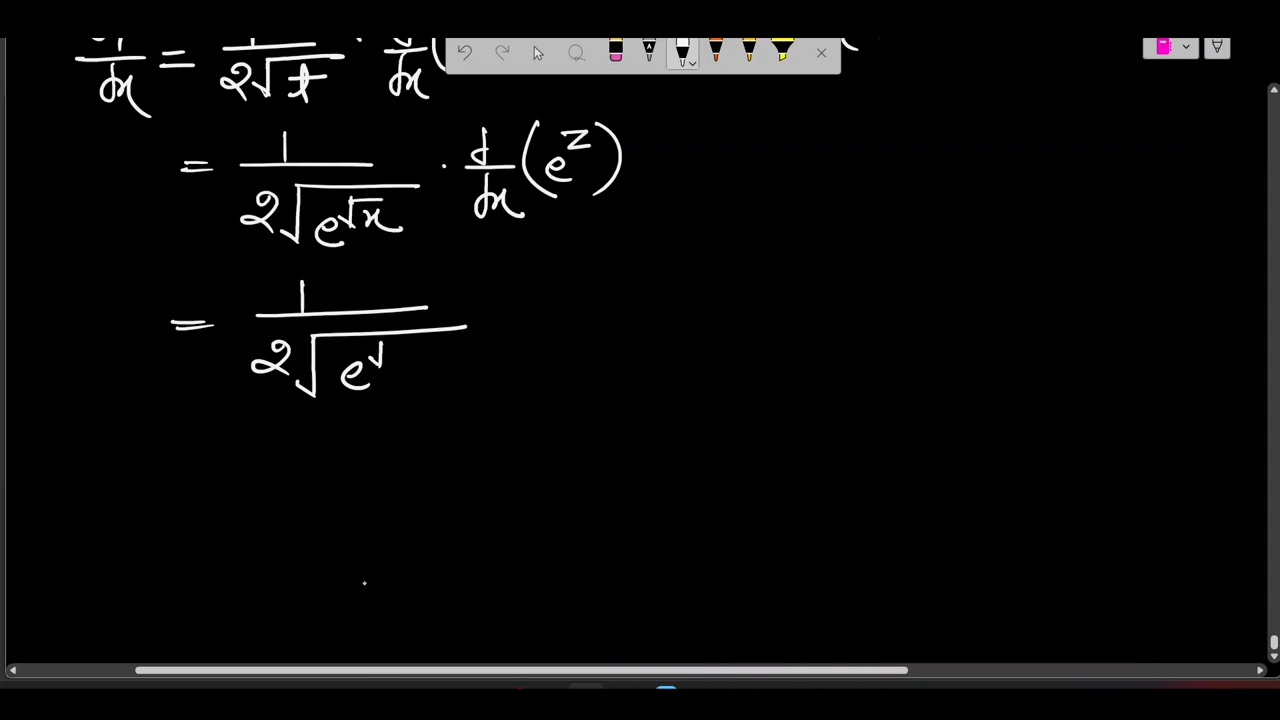 dy/dx = 1/(2√t) · d/dx(
= 1/(2√(e^√x)) · d/dx (e^z)
= 1/(2√(e^√